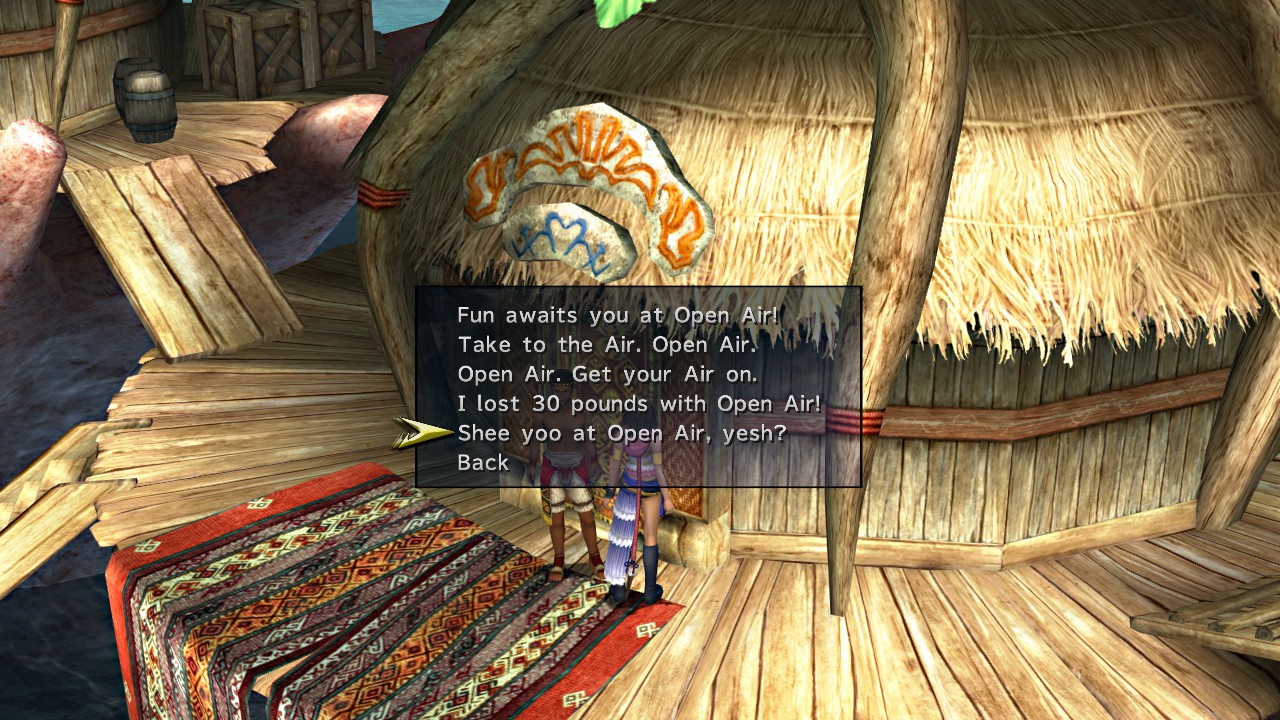 Fun awaits you at Open Air!
Take to the Air. Open Air.
Open Air. Get your Air on.
I lost 30 pounds with Open Air!
Shee yoo at Open Air, yesh?
Back